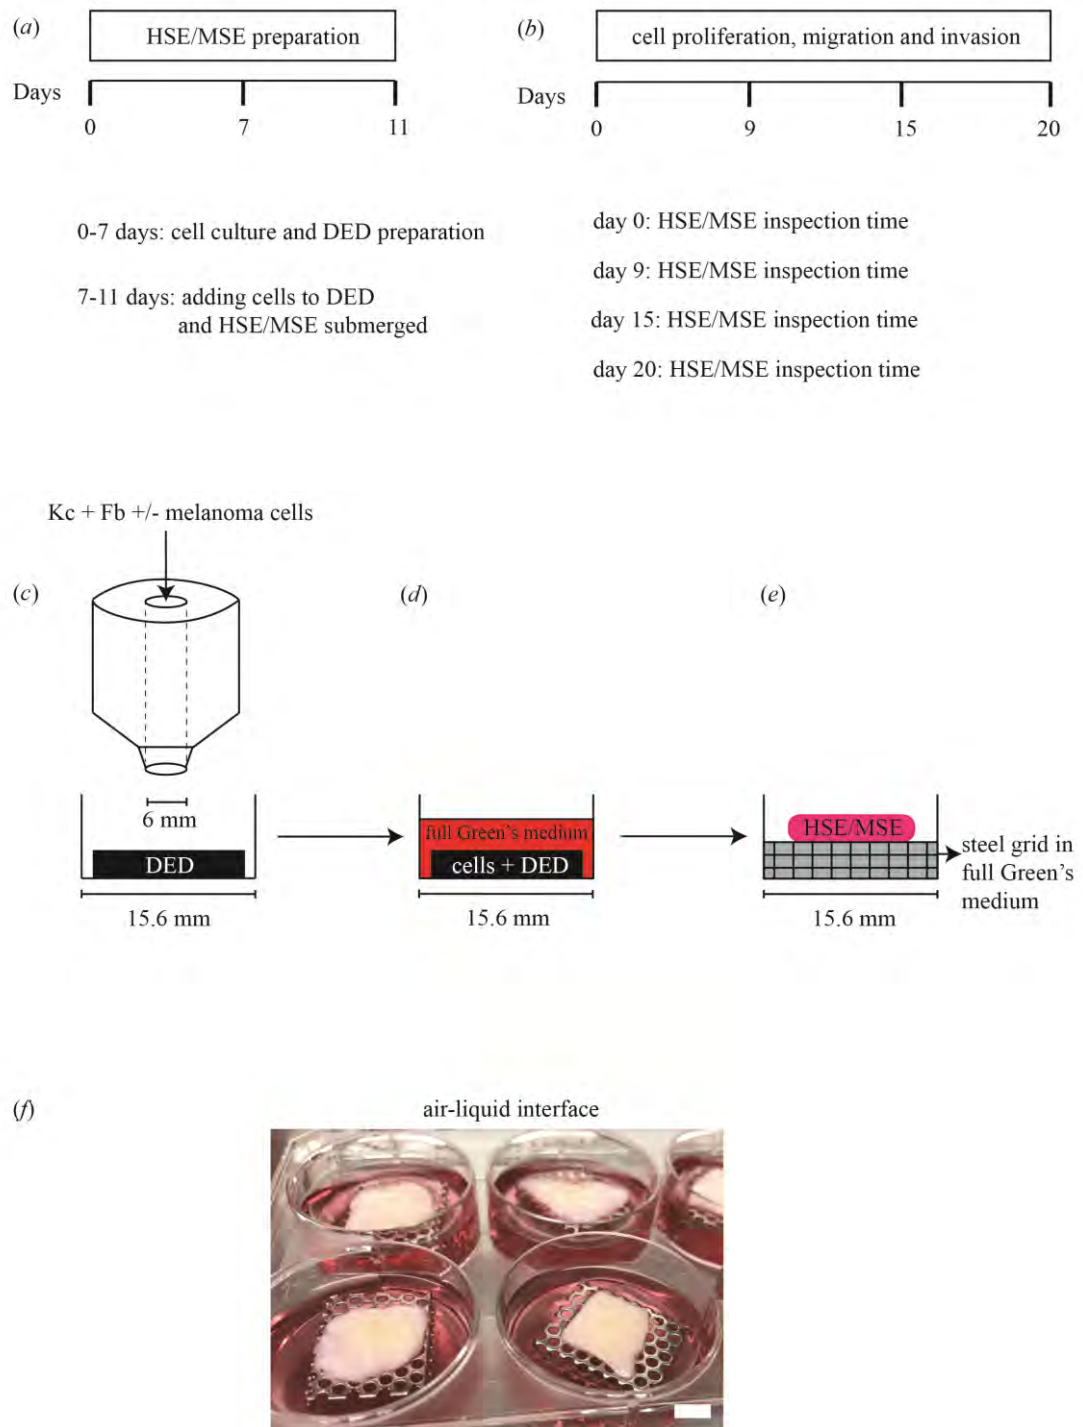 (a)
HSE/MSE preparation
Days
0 7 11
0-7 days: cell culture and DED preparation
7-11 days: adding cells to DED
and HSE/MSE submerged
(b)
cell proliferation, migration and invasion
Days
0 9 15 20
day 0: HSE/MSE inspection time
day 9: HSE/MSE inspection time
day 15: HSE/MSE inspection time
day 20: HSE/MSE inspection time
Kc + Fb +/- melanoma cells
(c)
6 mm
DED
15.6 mm
(d)
full Green's medium
cells + DED
15.6 mm
(e)
HSE/MSE
steel grid in
full Green's
medium
15.6 mm
(f)
air-liquid interface